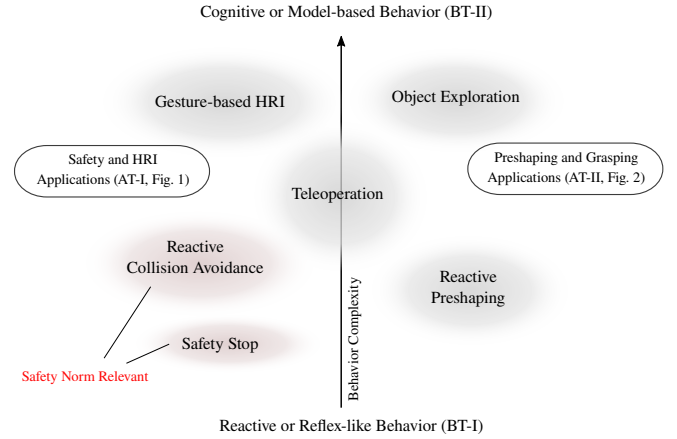 Cognitive or Model-based Behavior (BT-II)
Gesture-based HRI
Object Exploration
Safety and HRI
Applications (AT-I, Fig. 1)
Preshaping and Grasping
Applications (AT-II, Fig. 2)
Teleoperation
Reactive
Collision Avoidance
Reactive
Preshaping
Behavior Complexity
Safety Stop
Safety Norm Relevant
Reactive or Reflex-like Behavior (BT-I)